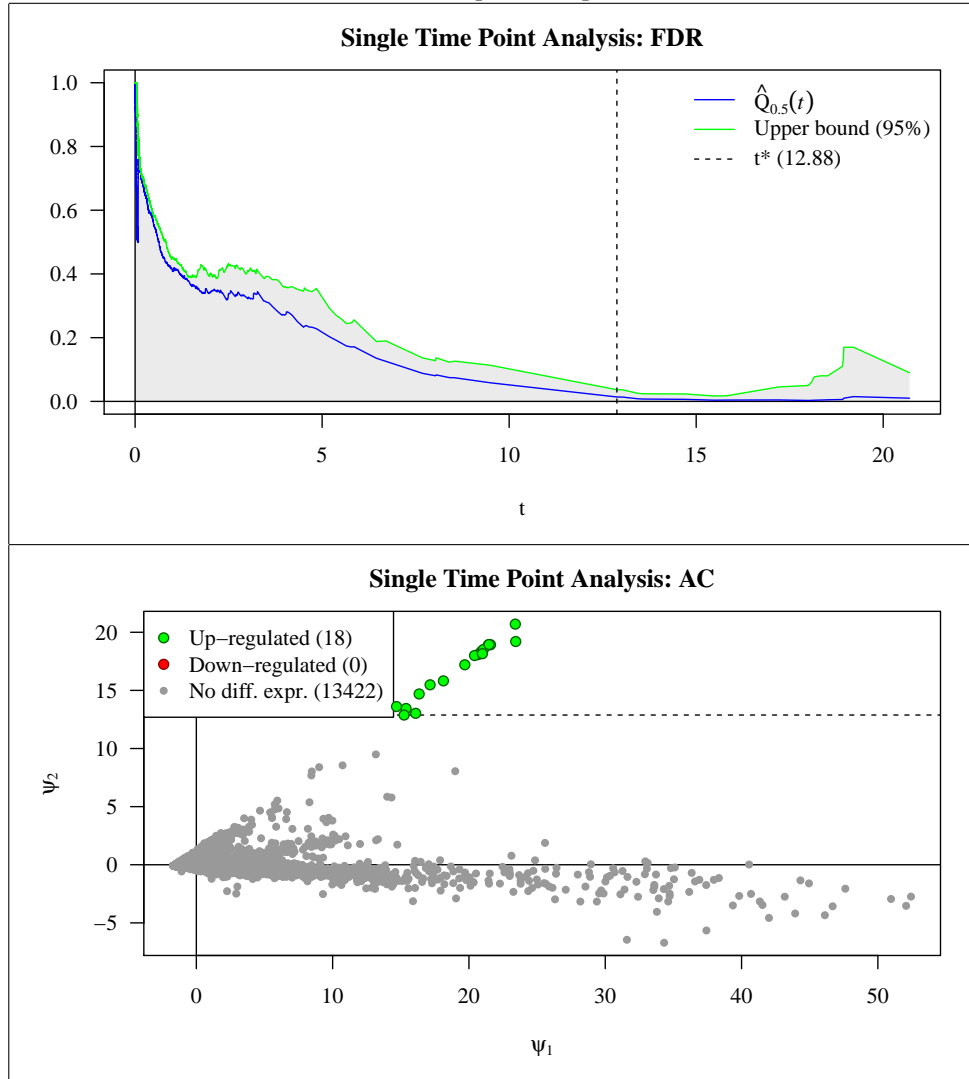 Single Time Point Analysis: FDR
1.0
0.8
0.6
0.4
0.2
0.0
Q̂0.5(t)
Upper bound (95%)
t* (12.88)
0 5 10 15 20
t
Single Time Point Analysis: AC
20
15
10
5
0
−5
Up−regulated (18)
Down−regulated (0)
No diff. expr. (13422)
ψ2
0 10 20 30 40 50
ψ1